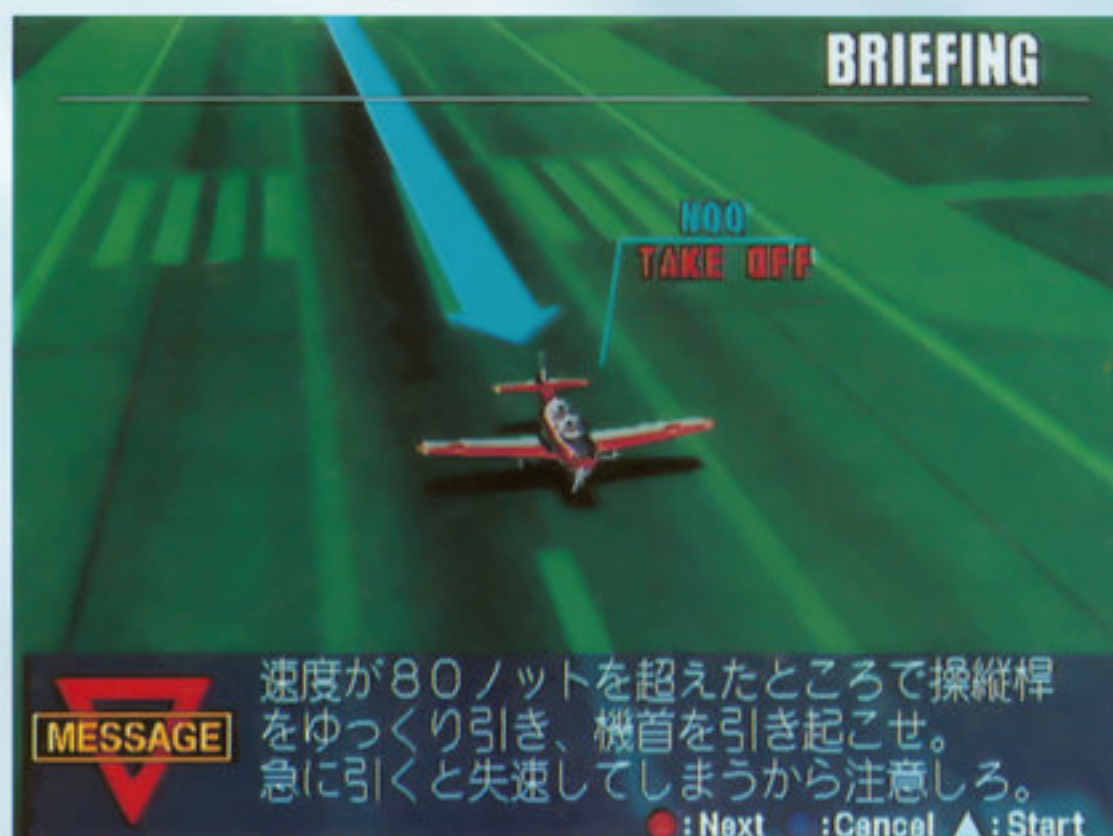 BRIEFING
N00
TAKE OFF
MESSAGE
速度が80ノットを超えたところで操縦桿
をゆっくり引き、機首を引き起こせ。
急に引くと失速してしまうから注意しろ。
●:Next ●:Cancel ▲:Start